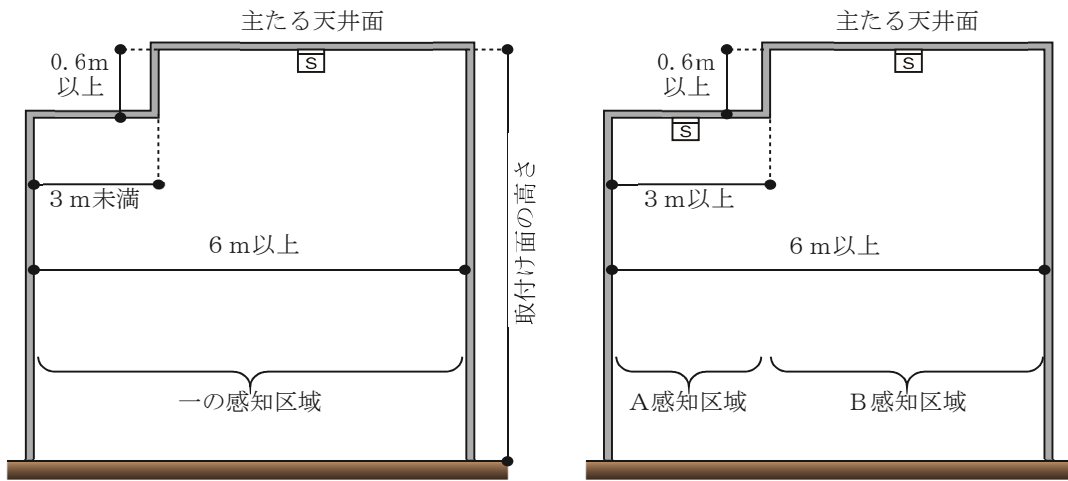 主たる天井面
0.6m
以上
S
3m未満
6m以上
取付け面の高さ
一の感知区域
主たる天井面
0.6m
以上
S
S
3m以上
6m以上
A感知区域
B感知区域